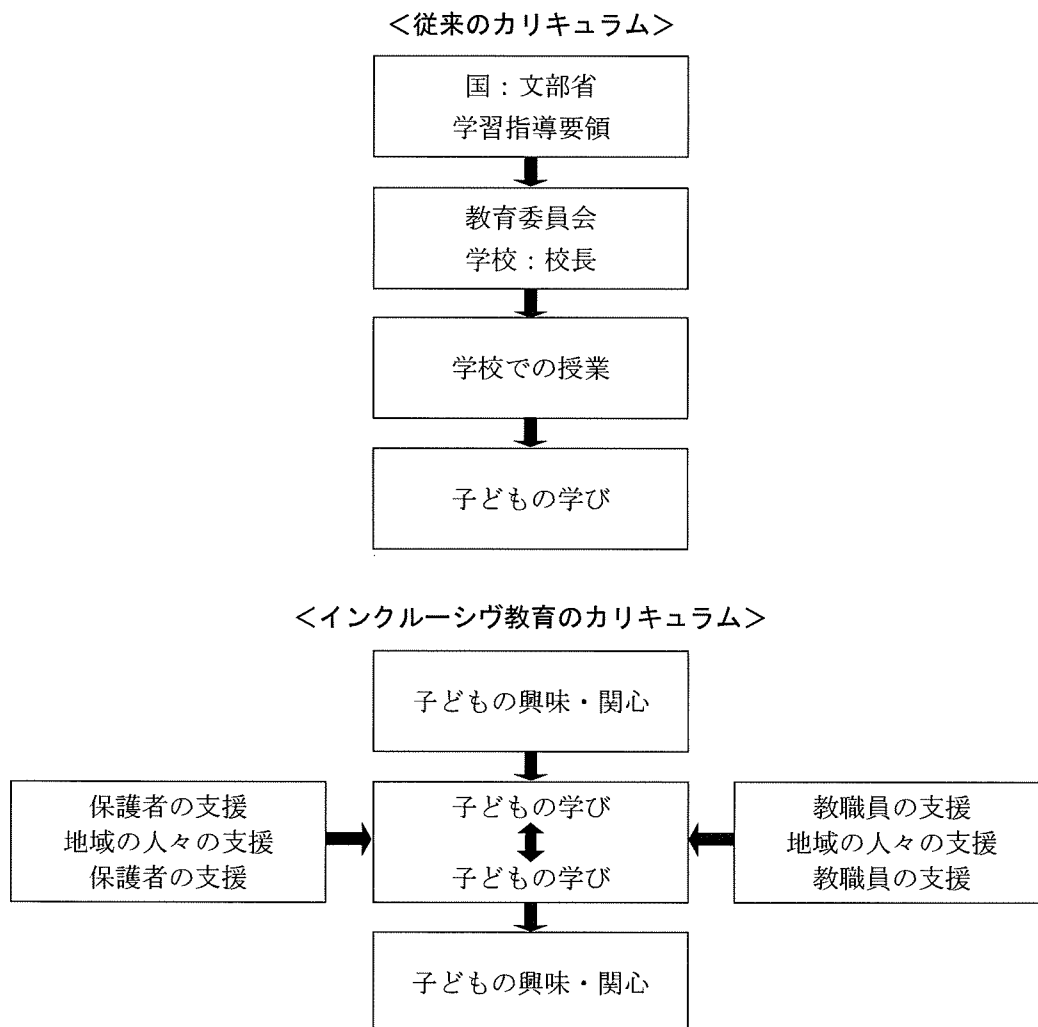 ＜従来のカリキュラム＞
国：文部省
学習指導要領
教育委員会
学校：校長
学校での授業
子どもの学び
＜インクルーシヴ教育のカリキュラム＞
子どもの興味・関心
保護者の支援
地域の人々の支援
保護者の支援
子どもの学び
子どもの学び
教職員の支援
地域の人々の支援
教職員の支援
子どもの興味・関心